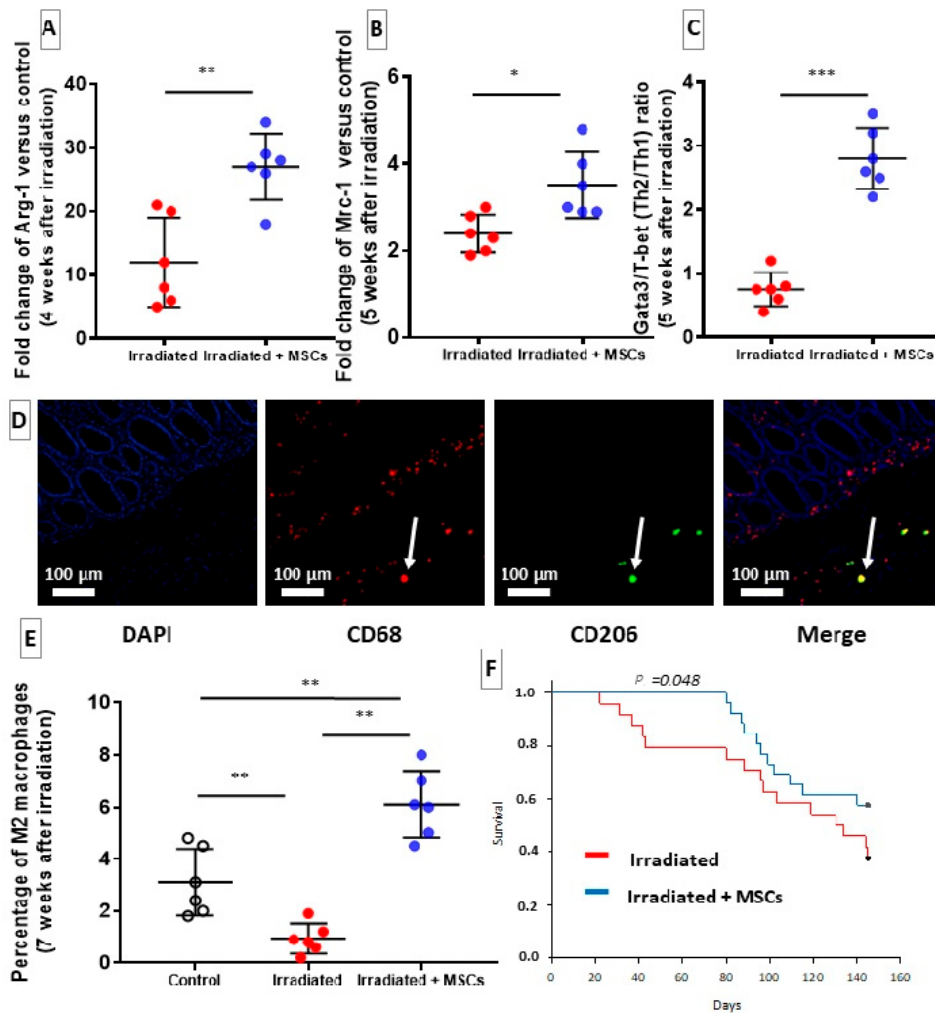 A
Fold change of Arg-1 versus control
(4 weeks after irradiation)
**
40
30
20
10
0
Irradiated
Irradiated + MSCs
B
Fold change of Mrc-1 versus control
(5 weeks after irradiation)
*
6
4
2
0
Irradiated
Irradiated + MSCs
C
Gata3/T-bet (Th2/Th1) ratio
(5 weeks after irradiation)
***
4
3
2
1
0
Irradiated
Irradiated + MSCs
D
100 µm
100 µm
100 µm
100 µm
DAPI
CD68
CD206
Merge
E
Percentage of M2 macrophages
(7 weeks after irradiation)
**
**
**
10
8
6
4
2
0
Control
Irradiated
Irradiated + MSCs
F
P =0.048
Survival
1.0
0.8
0.6
0.4
0.2
1.0
Irradiated
Irradiated + MSCs
0
20
40
60
80
100
120
140
160
Days